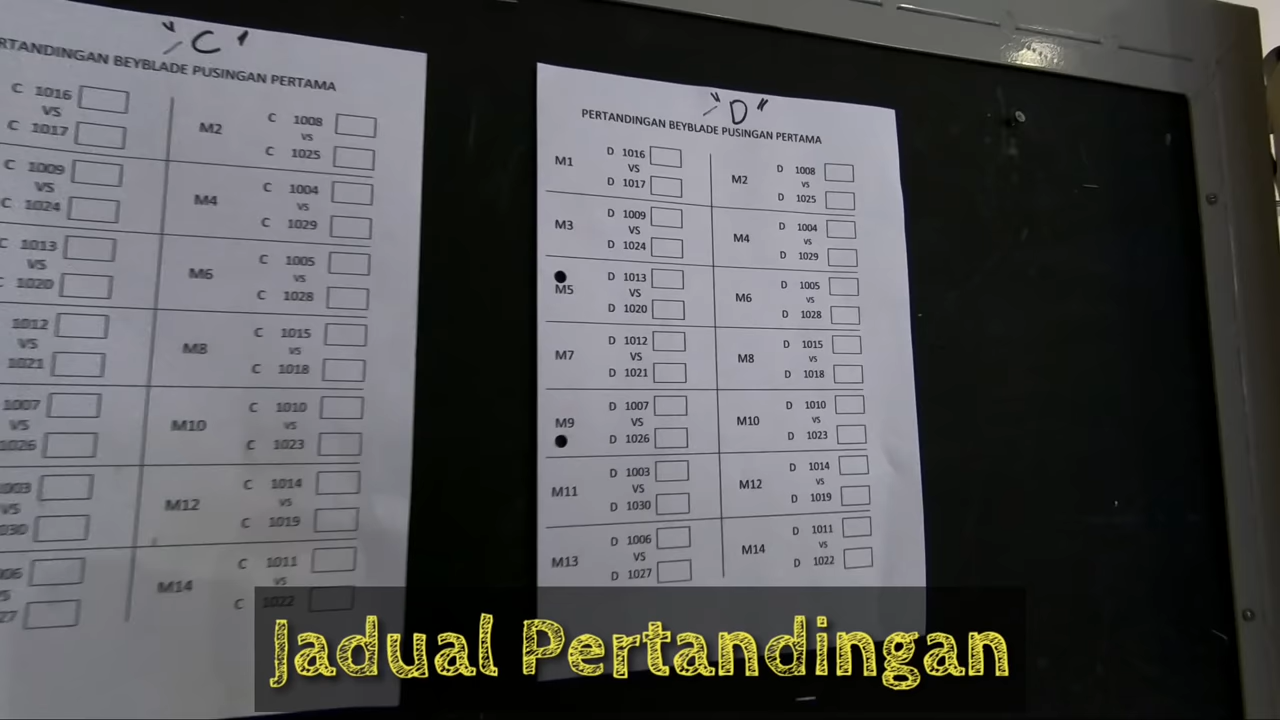 "C"
PERTANDINGAN BEYBLADE PUSINGAN PERTAMA
C 1016
VS
C 1017
M2
C 1008
VS
C 1025
C 1009
VS
C 1024
M4
C 1004
VS
C 1029
C 1013
VS
C 1020
M6
C 1005
VS
C 1028
1012
VS
1021
M8
C 1015
VS
C 1018
1007
VS
1026
M10
C 1010
VS
C 1023
003
VS
030
M12
C 1014
VS
C 1019
06
27
M14
C 1011
VS
C 1022
"D"
PERTANDINGAN BEYBLADE PUSINGAN PERTAMA
M1
D 1016
VS
D 1017
M2
D 1008
VS
D 1025
M3
D 1009
VS
D 1024
M4
D 1004
VS
D 1029
M5
D 1013
VS
D 1020
M6
D 1005
VS
D 1028
M7
D 1012
VS
D 1021
M8
D 1015
VS
D 1018
M9
D 1007
VS
D 1026
M10
D 1010
VS
D 1023
M11
D 1003
VS
D 1030
M12
D 1014
VS
D 1019
M13
D 1006
VS
D 1027
M14
D 1011
VS
D 1022
Jadual Pertandingan